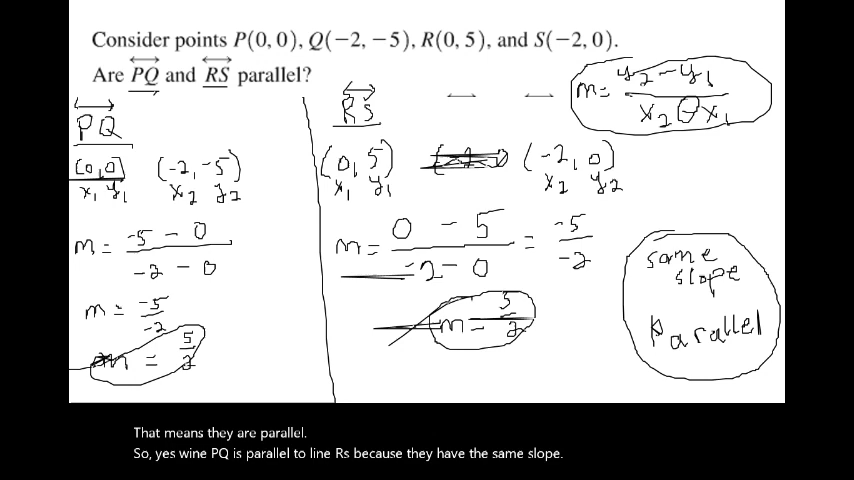 Consider points P(0, 0), Q(−2, −5), R(0, 5), and S(−2, 0).
Are PQ and RS parallel?
m = y₂ − y₁ / x₂ − x₁
PQ
(0,0) (-2,-5)
x₁ y₁ x₂ y₂
m = -5 - 0 / -2 - 0
m = -5 / -2
m = 5 / 2
RS
(0, 5) (-2, 0)
x₁ y₁ x₂ y₂
m = 0 - 5 / -2 - 0 = -5 / -2
m = 5 / 2
same
slope
Parallel
That means they are parallel.
So, yes wine PQ is parallel to line Rs because they have the same slope.